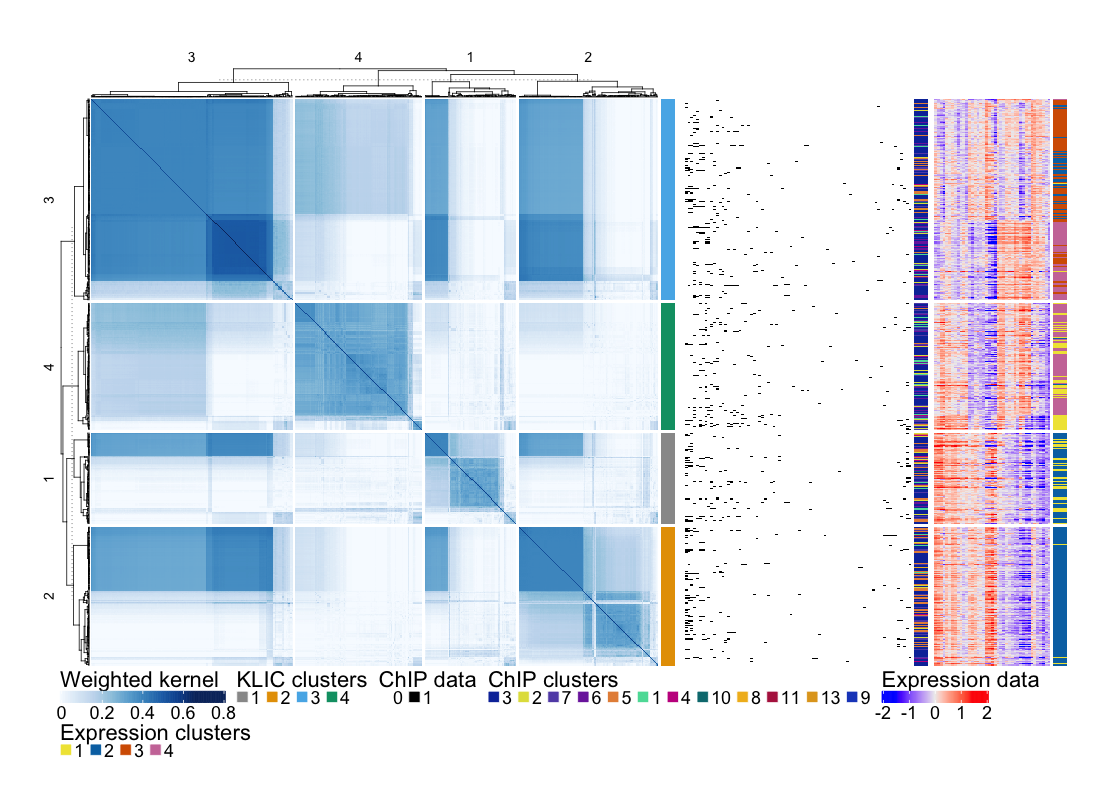 3 4 1 2
3
4
1
2
Weighted kernel KLIC clusters ChIP data ChIP clusters Expression data
0 0.2 0.4 0.6 0.8 1 2 3 4 0 1 3 2 7 6 5 1 4 10 8 11 13 9 -2 -1 0 1 2
Expression clusters
1 2 3 4